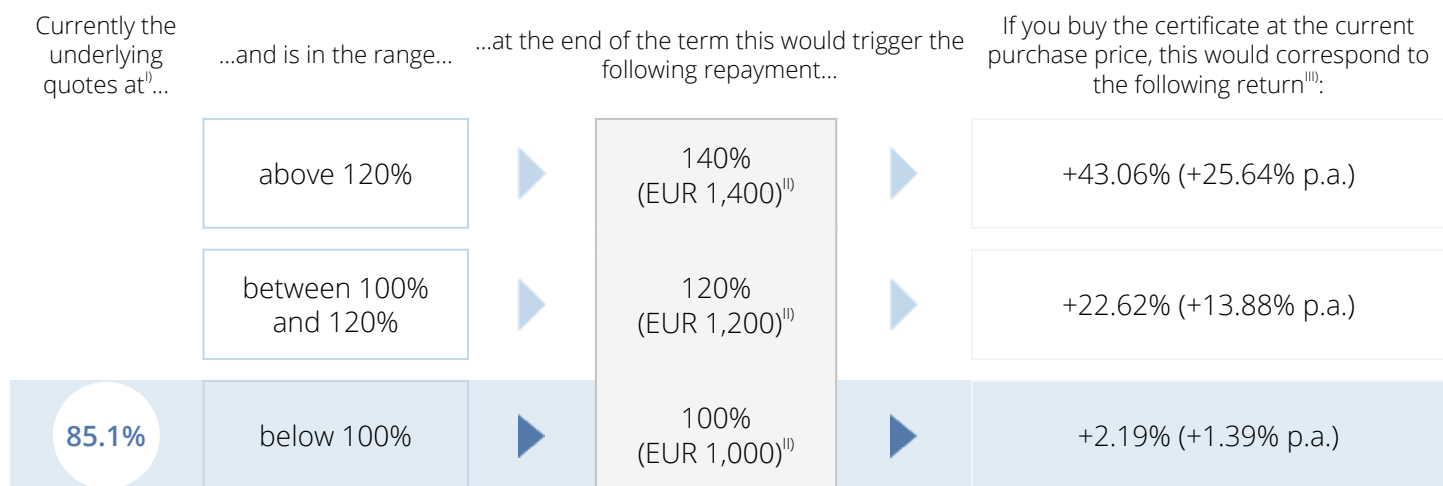 Currently the
underlying
quotes atᴵ⁾...
...and is in the range...
...at the end of the term this would trigger the
following repayment...
If you buy the certificate at the current
purchase price, this would correspond to
the following returnᴵᴵᴵ⁾:
above 120%
140%
(EUR 1,400)ᴵᴵ⁾
+43.06% (+25.64% p.a.)
between 100%
and 120%
120%
(EUR 1,200)ᴵᴵ⁾
+22.62% (+13.88% p.a.)
85.1%
below 100%
100%
(EUR 1,000)ᴵᴵ⁾
+2.19% (+1.39% p.a.)